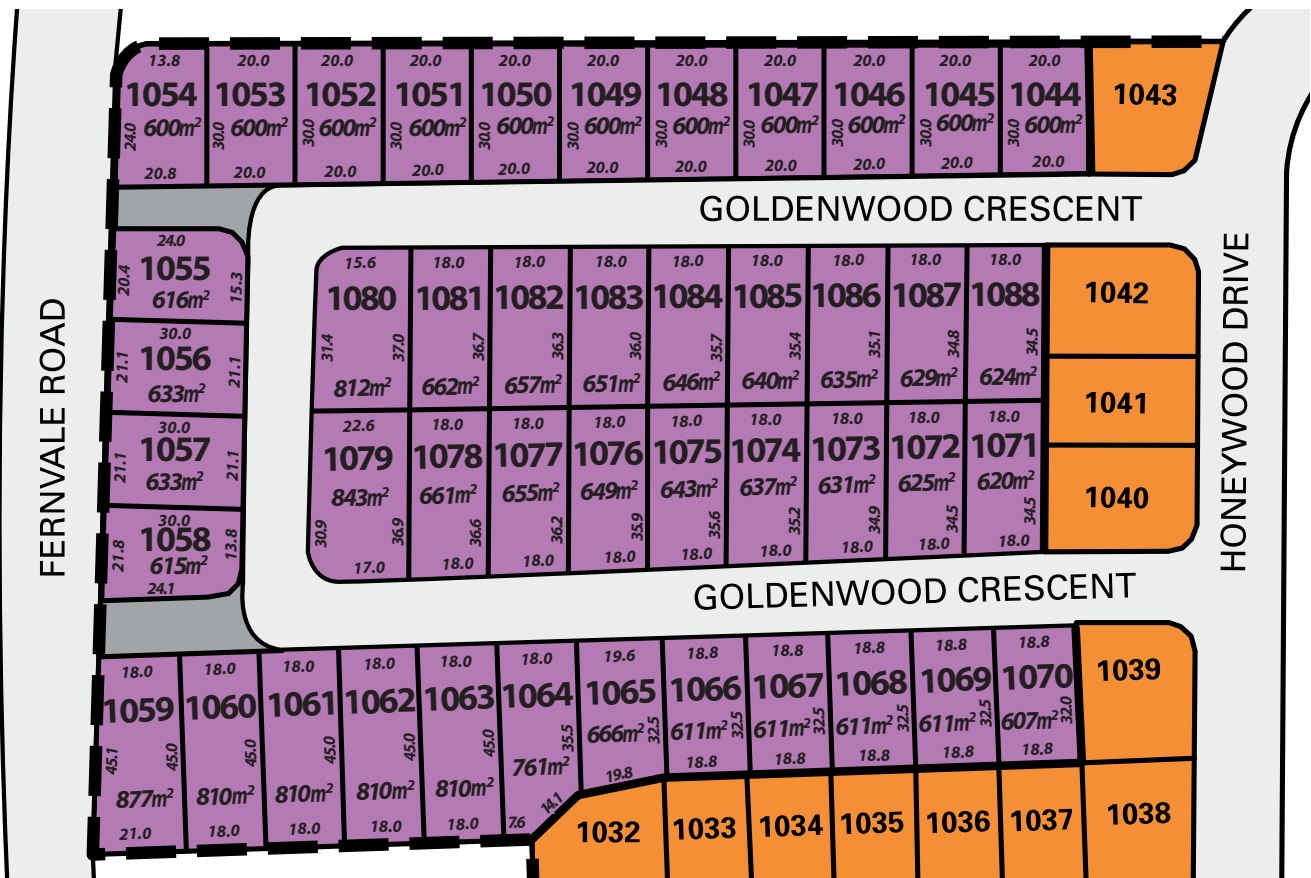 13.8 20.0 20.0 20.0 20.0 20.0 20.0 20.0 20.0 20.0 20.0
1054 1053 1052 1051 1050 1049 1048 1047 1046 1045 1044 1043
600m² 600m² 600m² 600m² 600m² 600m² 600m² 600m² 600m² 600m² 600m²
24.0 30.0 30.0 30.0 30.0 30.0 30.0 30.0 30.0 30.0 30.0
20.8 20.0 20.0 20.0 20.0 20.0 20.0 20.0 20.0 20.0 20.0
GOLDENWOOD CRESCENT
24.0
1055
20.4 15.3
616m²
30.0
1056
21.1 21.1
633m²
30.0
1057
21.1 21.1
633m²
30.0
1058
21.8 13.8
615m²
24.1
FERNVALE ROAD
15.6 18.0 18.0 18.0 18.0 18.0 18.0 18.0 18.0
1080 1081 1082 1083 1084 1085 1086 1087 1088 1042
31.4 37.0 36.7 36.3 36.0 35.7 35.4 35.1 34.8 34.5
812m² 662m² 657m² 651m² 646m² 640m² 635m² 629m² 624m²
1041
22.6 18.0 18.0 18.0 18.0 18.0 18.0 18.0 18.0
1079 1078 1077 1076 1075 1074 1073 1072 1071
843m² 661m² 655m² 649m² 643m² 637m² 631m² 625m² 620m² 1040
30.9 36.9 36.6 36.2 35.9 35.6 35.2 34.9 34.5 34.5
17.0 18.0 18.0 18.0 18.0 18.0 18.0 18.0 18.0
HONEYWOOD DRIVE
GOLDENWOOD CRESCENT
18.0 18.0 18.0 18.0 18.0 18.0 19.6 18.8 18.8 18.8 18.8 18.8
1059 1060 1061 1062 1063 1064 1065 1066 1067 1068 1069 1070 1039
666m² 611m² 611m² 611m² 611m² 607m²
45.1 45.0 45.0 45.0 45.0 45.0 35.5 32.5 32.5 32.5 32.5 32.5 32.0
877m² 810m² 810m² 810m² 810m² 761m²
19.8 18.8 18.8 18.8 18.8 18.8
21.0 18.0 18.0 18.0 18.0 7.6 14.1
1032 1033 1034 1035 1036 1037 1038